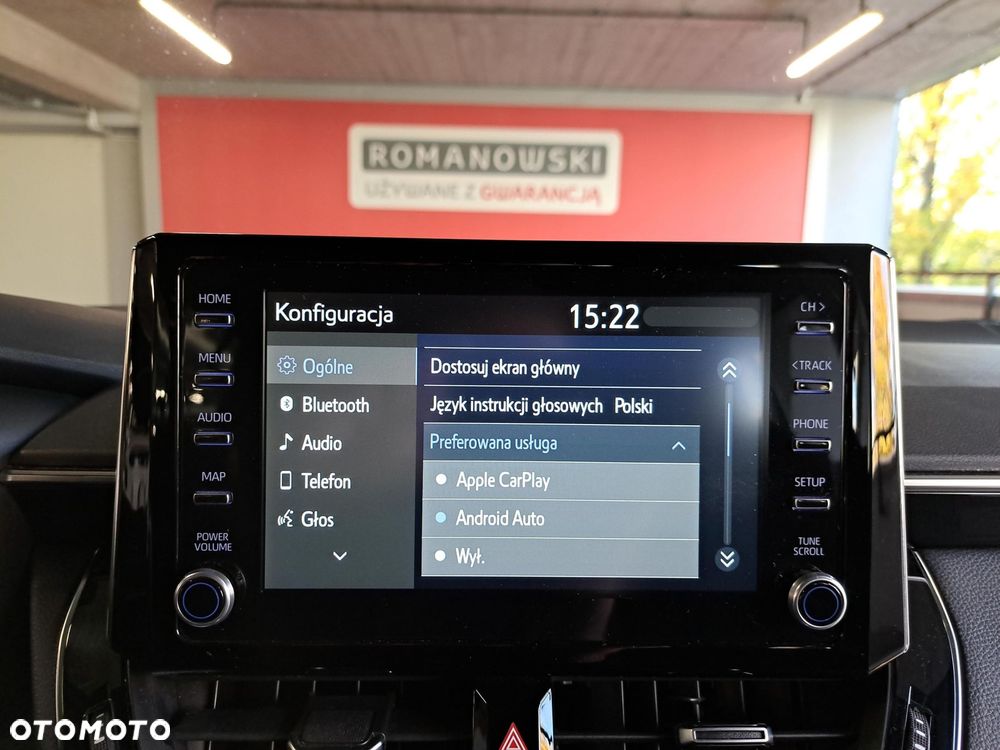 ROMANOWSKI
UŻYWANE Z GWARANCJĄ
HOME
MENU
AUDIO
MAP
POWER
VOLUME
Konfiguracja 15:22
Ogólne
Bluetooth
Audio
Telefon
Głos
Dostosuj ekran główny
Język instrukcji głosowych Polski
Preferowana usługa
Apple CarPlay
Android Auto
Wył.
CH >
< TRACK
PHONE
SETUP
TUNE
SCROLL
OTOMOTO